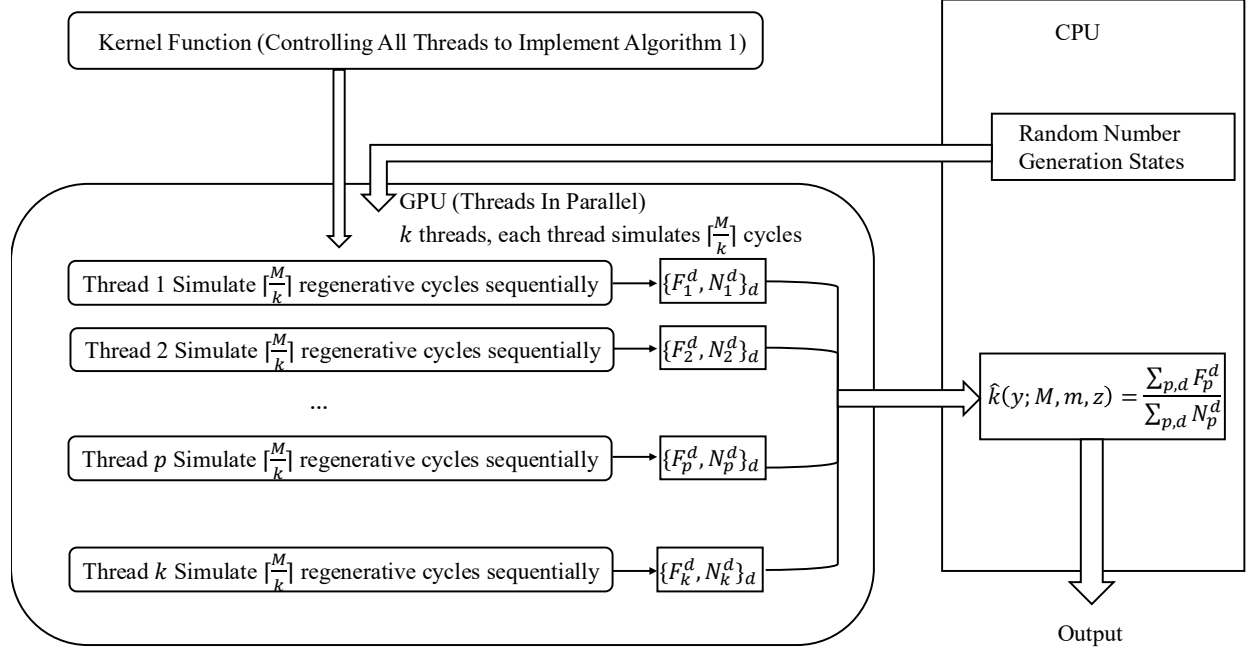 Kernel Function (Controlling All Threads to Implement Algorithm 1)
CPU
Random Number
Generation States
GPU (Threads In Parallel)
k threads, each thread simulates ⌈M/k⌉ cycles
Thread 1 Simulate ⌈M/k⌉ regenerative cycles sequentially
{F_1^d, N_1^d}_d
Thread 2 Simulate ⌈M/k⌉ regenerative cycles sequentially
{F_2^d, N_2^d}_d
...
Thread p Simulate ⌈M/k⌉ regenerative cycles sequentially
{F_p^d, N_p^d}_d
Thread k Simulate ⌈M/k⌉ regenerative cycles sequentially
{F_k^d, N_k^d}_d
k̂(y; M, m, z) = ∑_{p,d} F_p^d / ∑_{p,d} N_p^d
Output